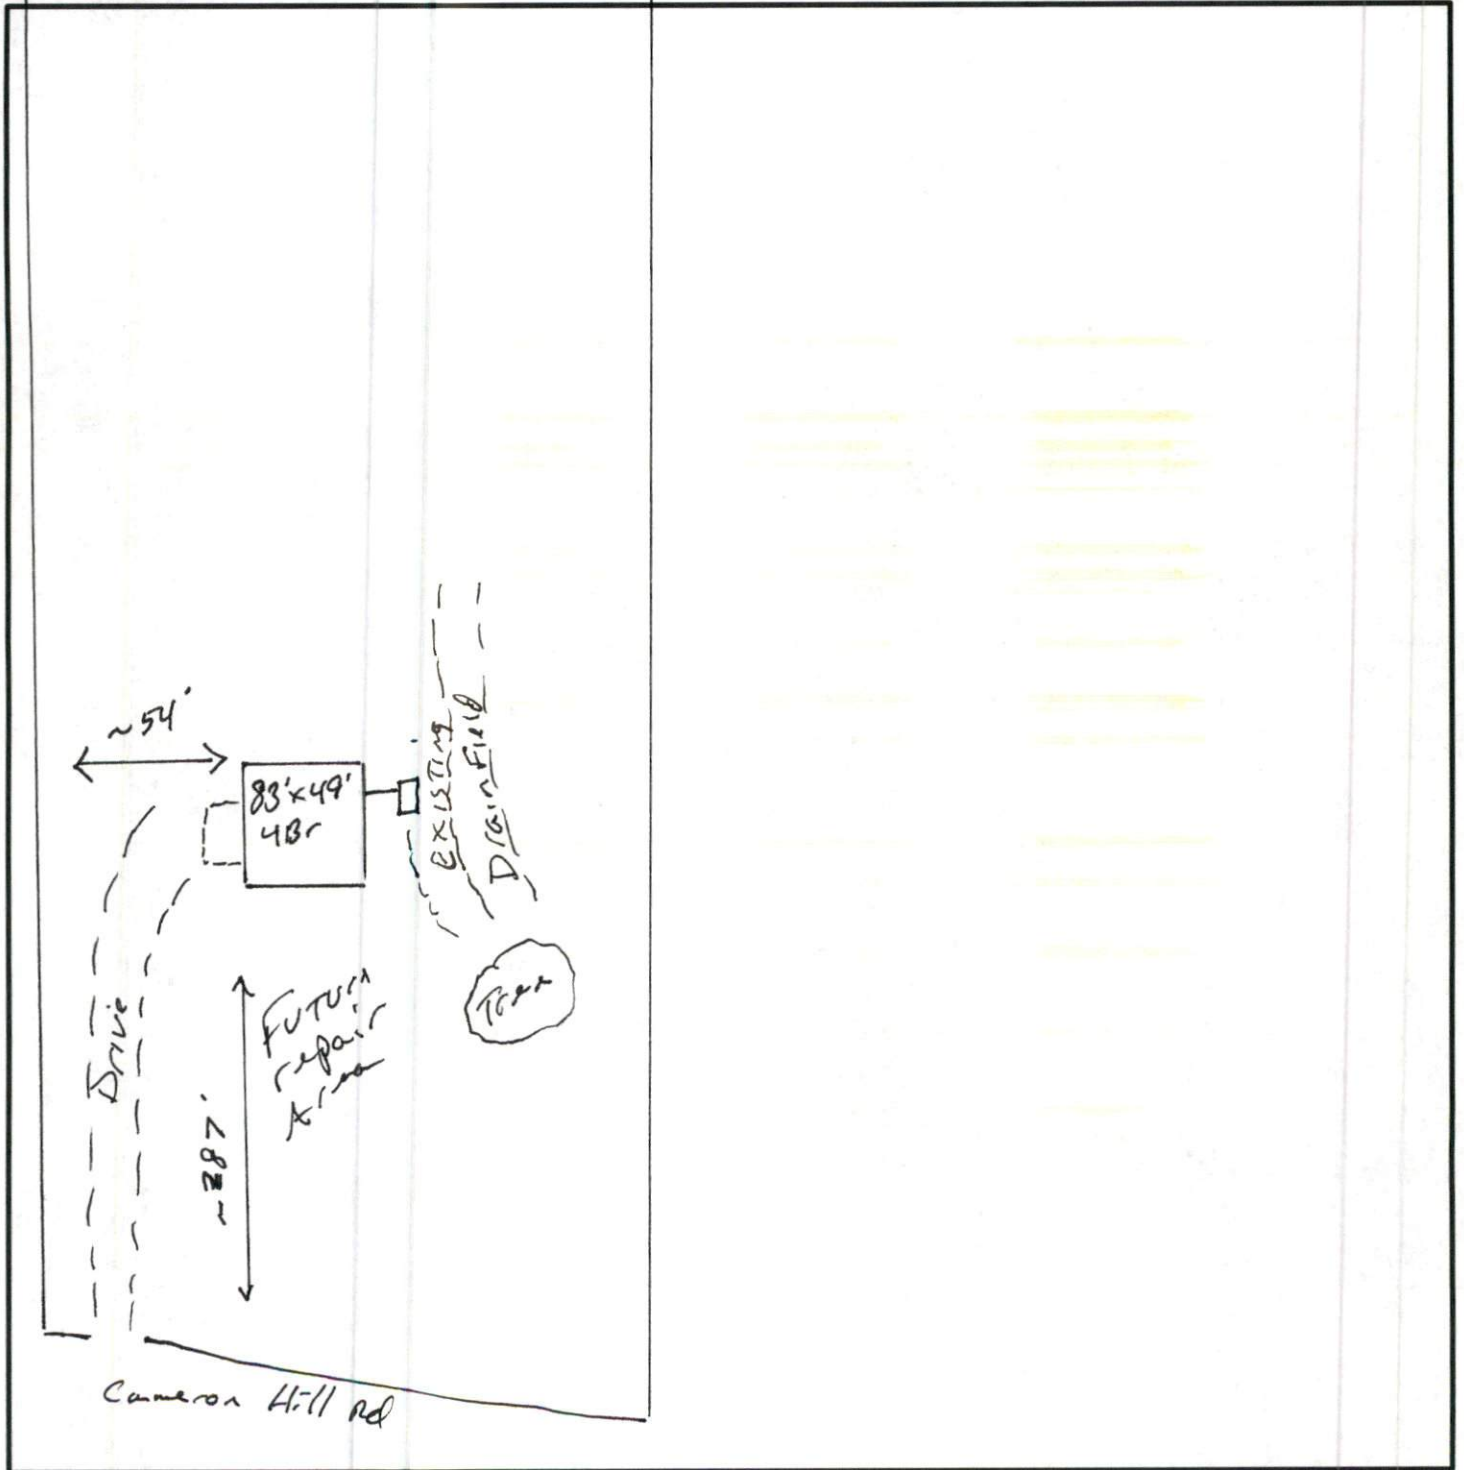 ~54'
83'x49'
4Br
Existing
Drainfield
Tree
Future
repair
Area
Drive
~287'
Cameron Hill Rd